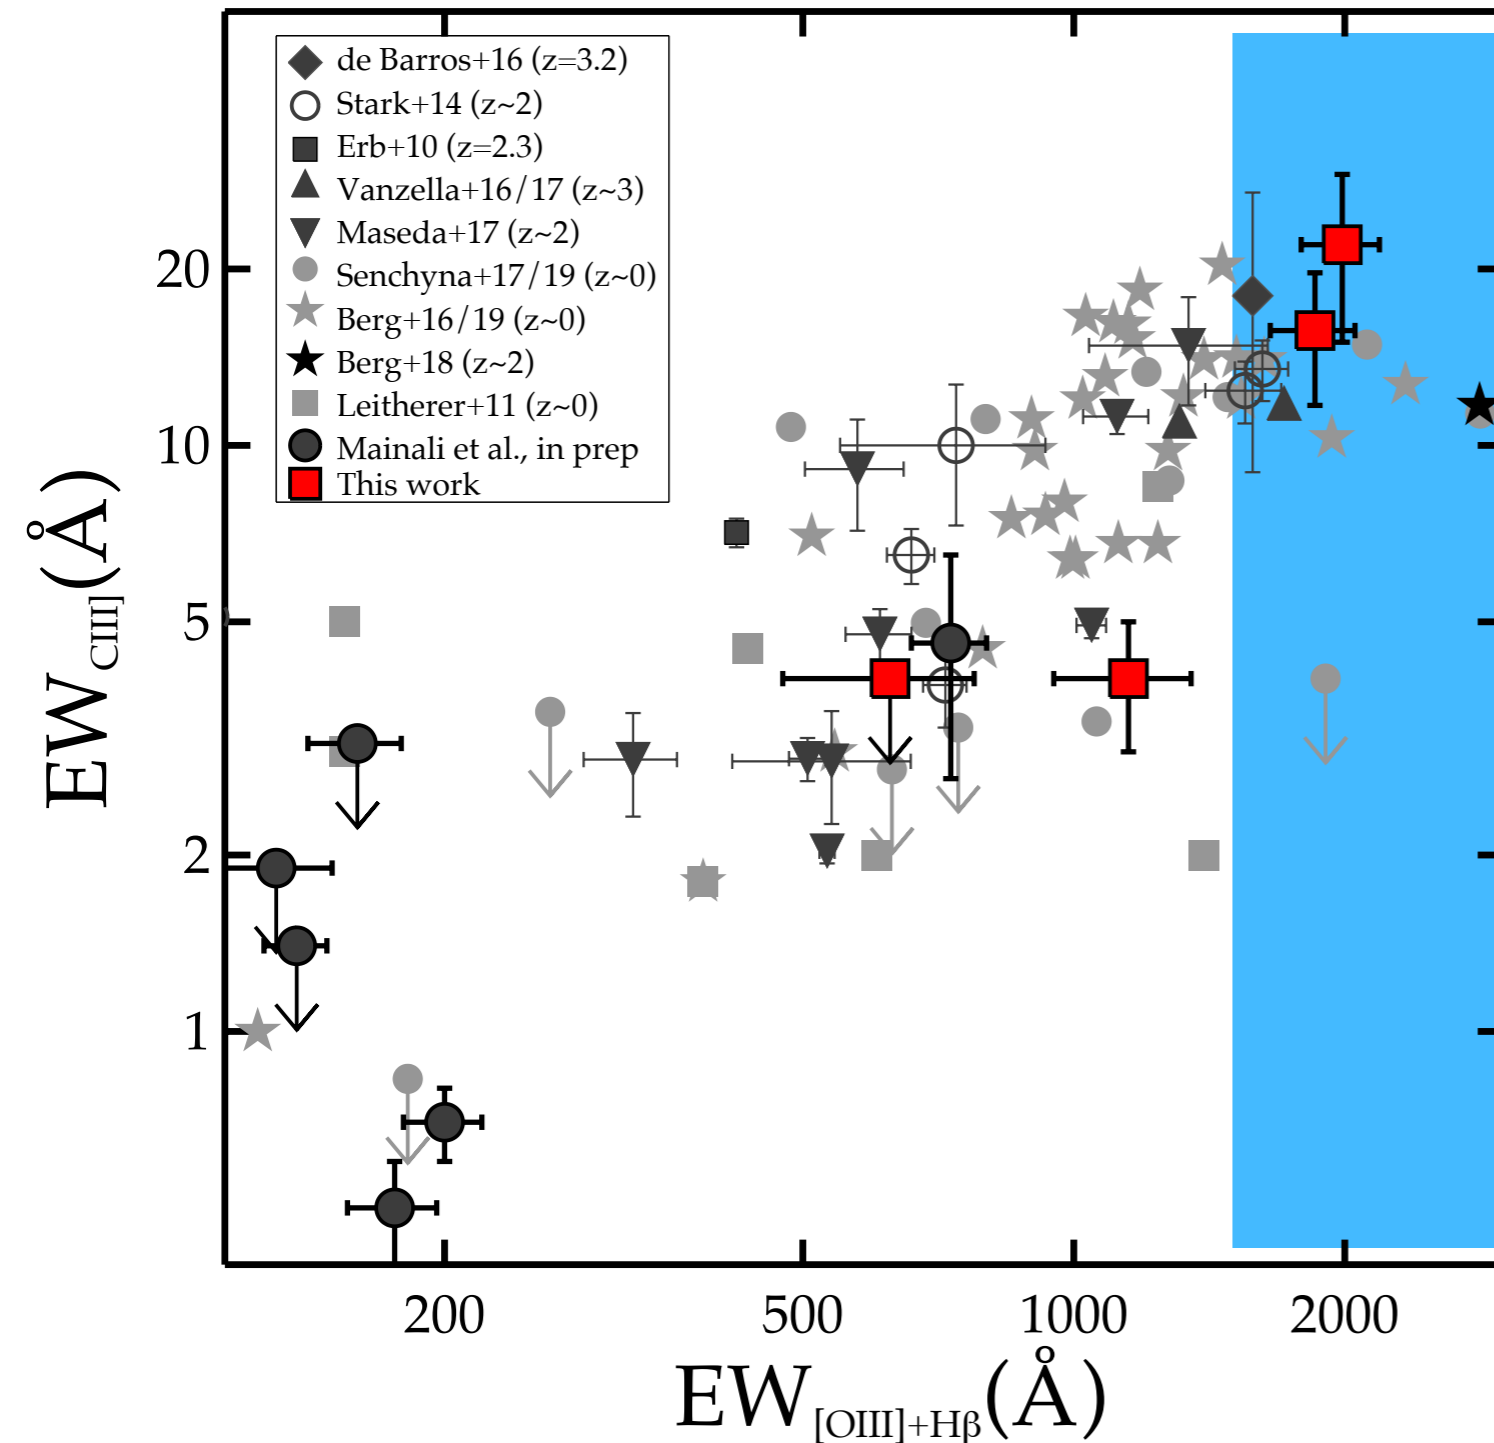 de Barros+16 (z=3.2)
Stark+14 (z~2)
Erb+10 (z=2.3)
Vanzella+16/17 (z~3)
Maseda+17 (z~2)
Senchyna+17/19 (z~0)
Berg+16/19 (z~0)
Berg+18 (z~2)
Leitherer+11 (z~0)
Mainali et al., in prep
This work
20
10
5
2
1
EW CIII] (Å)
200 500 1000 2000
EW [OIII]+Hβ (Å)